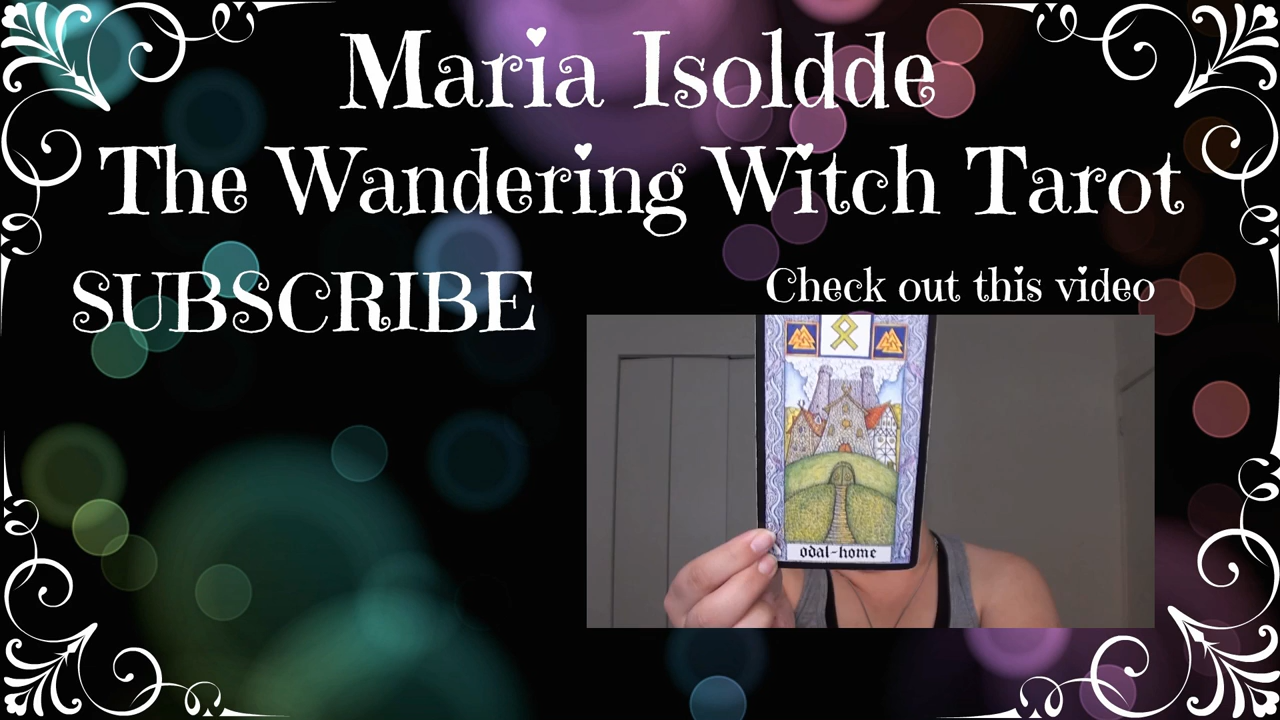 Maria Isoldde
The Wandering Witch Tarot
SUBSCRIBE
Check out this video
odal-home